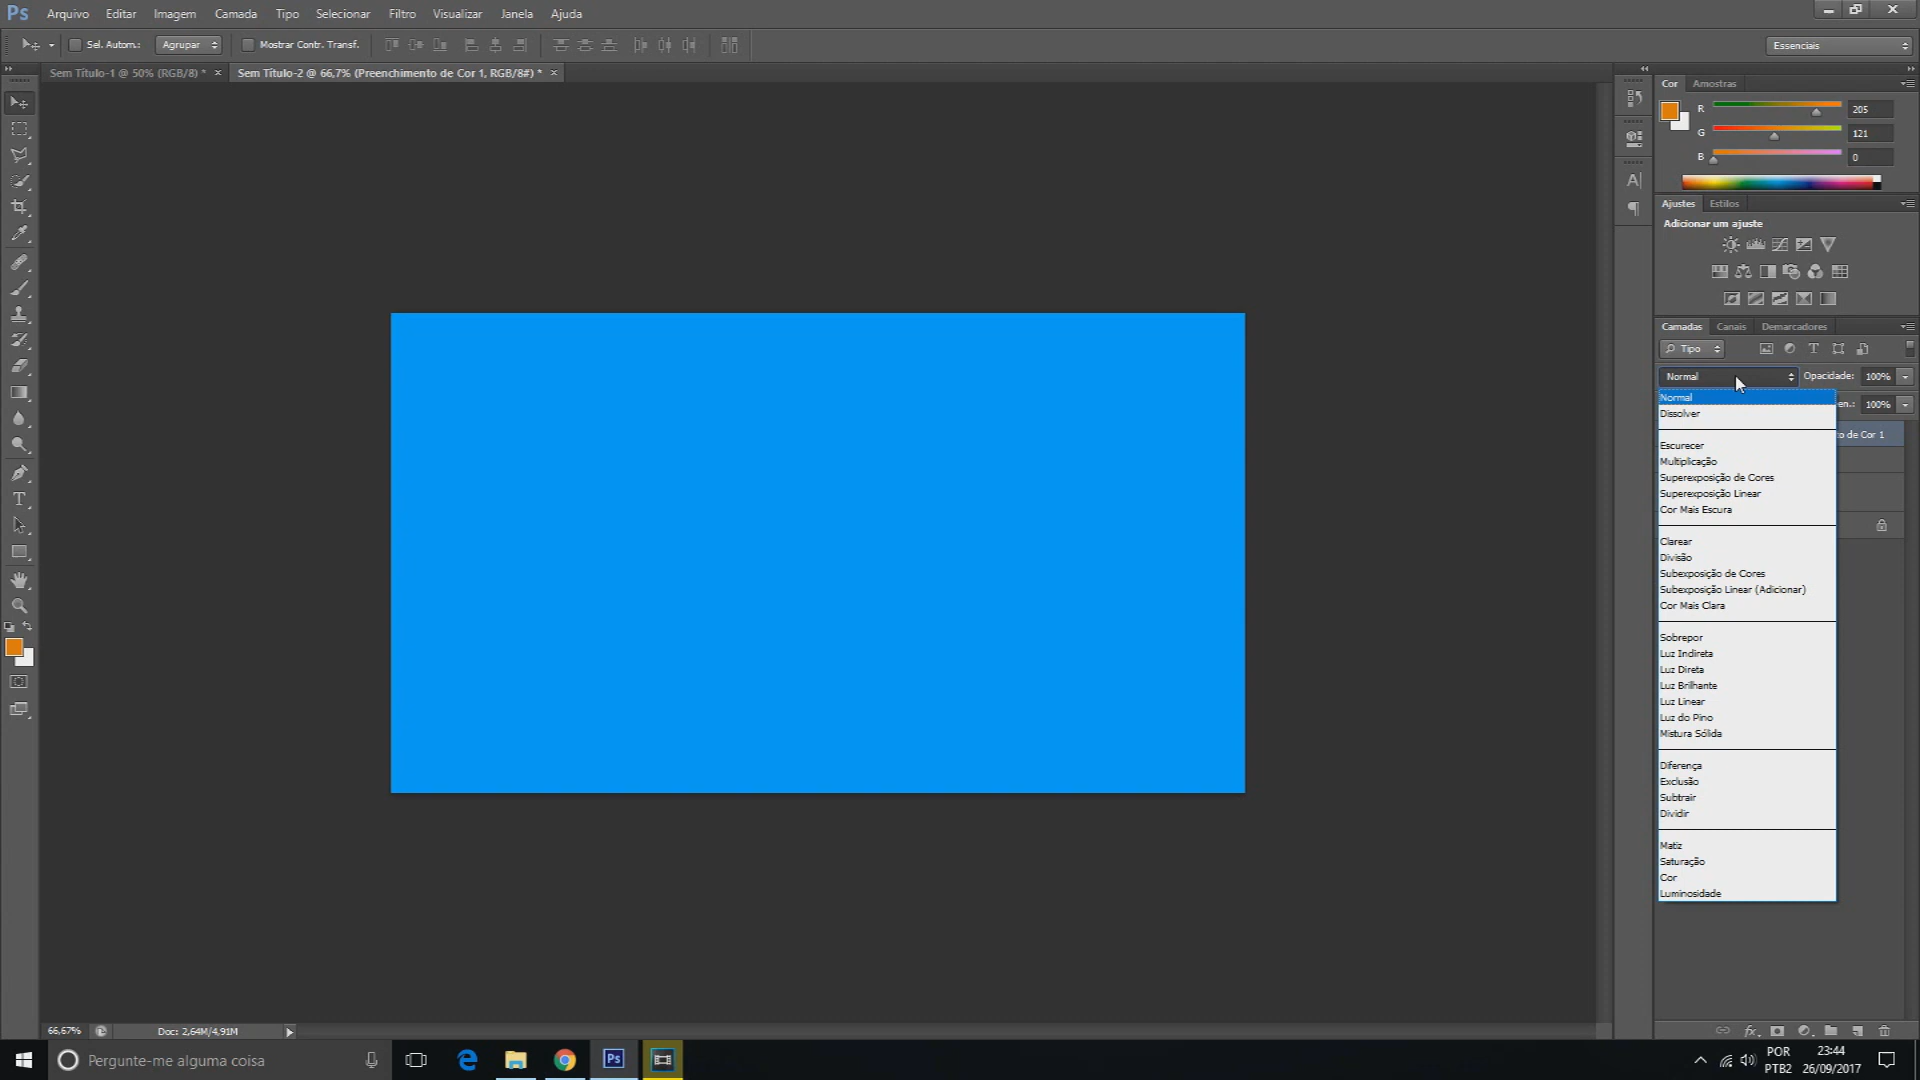 Ps Arquivo Editar Imagem Camada Tipo Selecionar Filtro Visualizar Janela Ajuda
Sel. Autom.: Agrupar Mostrar Contr. Transf. Essenciais
Sem Título-1 @ 50% (RGB/8) * × Sem Título-2 @ 66,7% (Preenchimento de Cor 1, RGB/8#) * ×
Cor Amostras
R 205
G 121
B 0
Ajustes Estilos
Adicionar um ajuste
Camadas Canais Demarcadores
Tipo
Normal Opacidade: 100%
Normal
en.: 100%
Dissolver
o de Cor 1
Escurecer
Multiplicação
Superexposição de Cores
Superexposição Linear
Cor Mais Escura
Clarear
Divisão
Subexposição de Cores
Subexposição Linear (Adicionar)
Cor Mais Clara
Sobrepor
Luz Indireta
Luz Direta
Luz Brilhante
Luz Linear
Luz do Pino
Mistura Sólida
Diferença
Exclusão
Subtrair
Dividir
Matiz
Saturação
Cor
Luminosidade
66,67% Doc: 2,64M/4,91M
Pergunte-me alguma coisa
Ps
POR
PTB2
23:44
26/09/2017